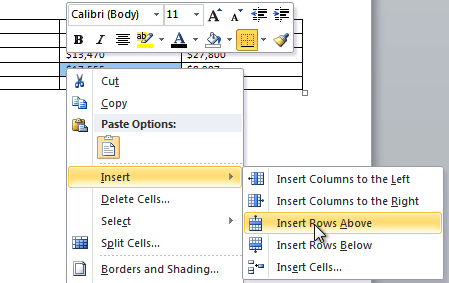 Calibri (Body) 11 A A
B I U ab A
$13,470 $27,800
Cut
Copy
Paste Options:
A
Insert
Delete Cells...
Select
Split Cells...
Borders and Shading...
Insert Columns to the Left
Insert Columns to the Right
Insert Rows Above
Insert Rows Below
Insert Cells...